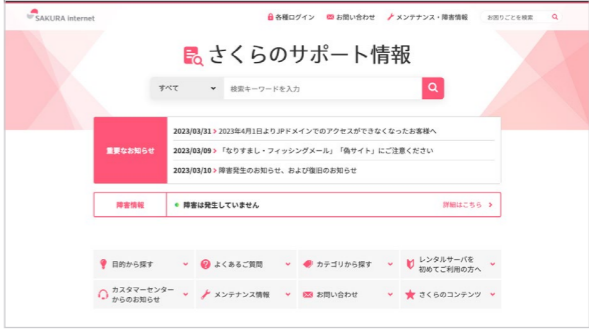 SAKURA internet
各種ログイン お問い合わせ メンテナンス・障害情報 お困りごとを検索
さくらのサポート情報
すべて 検索キーワードを入力
重要なお知らせ
2023/03/31 > 2023年4月1日よりJPドメインでのアクセスができなくなったお客様へ
2023/03/09 > 「なりすまし・フィッシングメール」「偽サイト」にご注意ください
2023/03/10 > 障害発生のお知らせ、および復旧のお知らせ
障害情報 障害は発生していません 詳細はこちら >
目的から探す よくあるご質問 カテゴリから探す レンタルサーバを
初めてご利用の方へ
カスタマーセンター
からのお知らせ メンテナンス情報 お問い合わせ さくらのコンテンツ